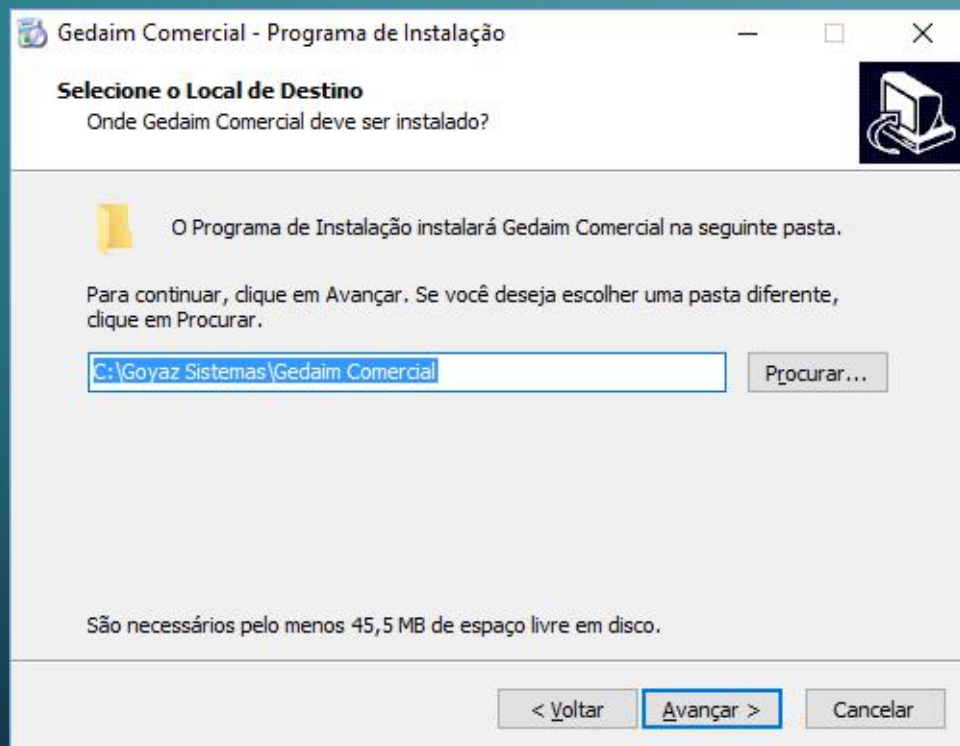 Gedaim Comercial - Programa de Instalação
Selecione o Local de Destino
Onde Gedaim Comercial deve ser instalado?
O Programa de Instalação instalará Gedaim Comercial na seguinte pasta.
Para continuar, clique em Avançar. Se você deseja escolher uma pasta diferente,
clique em Procurar.
C:\Goyaz Sistemas\Gedaim Comercial
Procurar...
São necessários pelo menos 45,5 MB de espaço livre em disco.
< Voltar
Avançar >
Cancelar